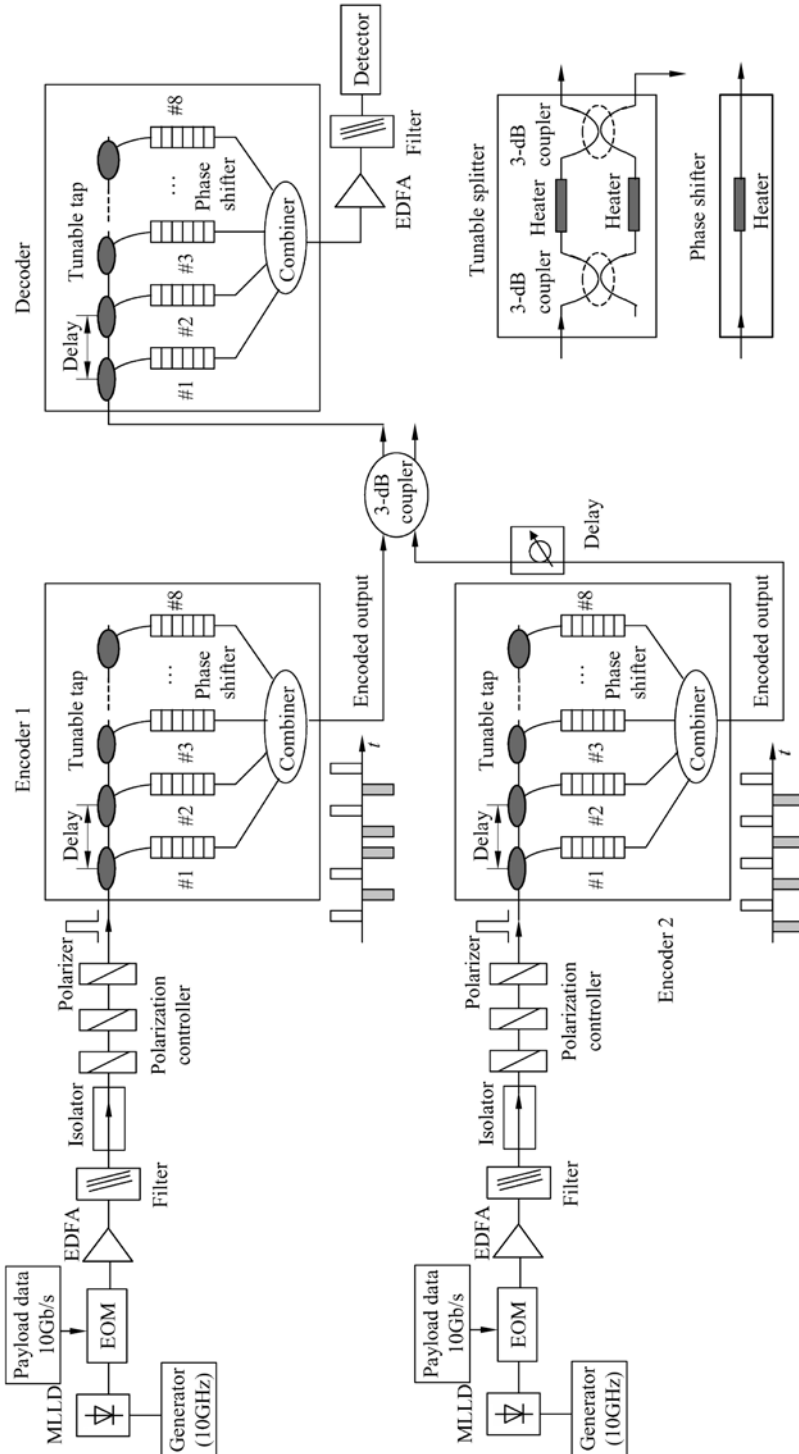 Payload data
10Gb/s
MLLD
EOM
Generator
(10GHz)
EDFA
Filter
Isolator
Polarization
controller
Polarizer
Encoder 1
Delay
Tunable tap
#1
#2
#3
...
#8
Phase
shifter
Combiner
Encoded output
t
Payload data
10Gb/s
MLLD
EOM
Generator
(10GHz)
EDFA
Filter
Isolator
Polarization
controller
Polarizer
Encoder 2
Delay
Tunable tap
#1
#2
#3
...
#8
Phase
shifter
Combiner
Encoded output
t
Delay
3-dB
coupler
Decoder
Delay
Tunable tap
#1
#2
#3
...
#8
Phase
shifter
Combiner
EDFA
Filter
Detector
Tunable splitter
3-dB
coupler
Heater
Heater
3-dB
coupler
Phase shifter
Heater